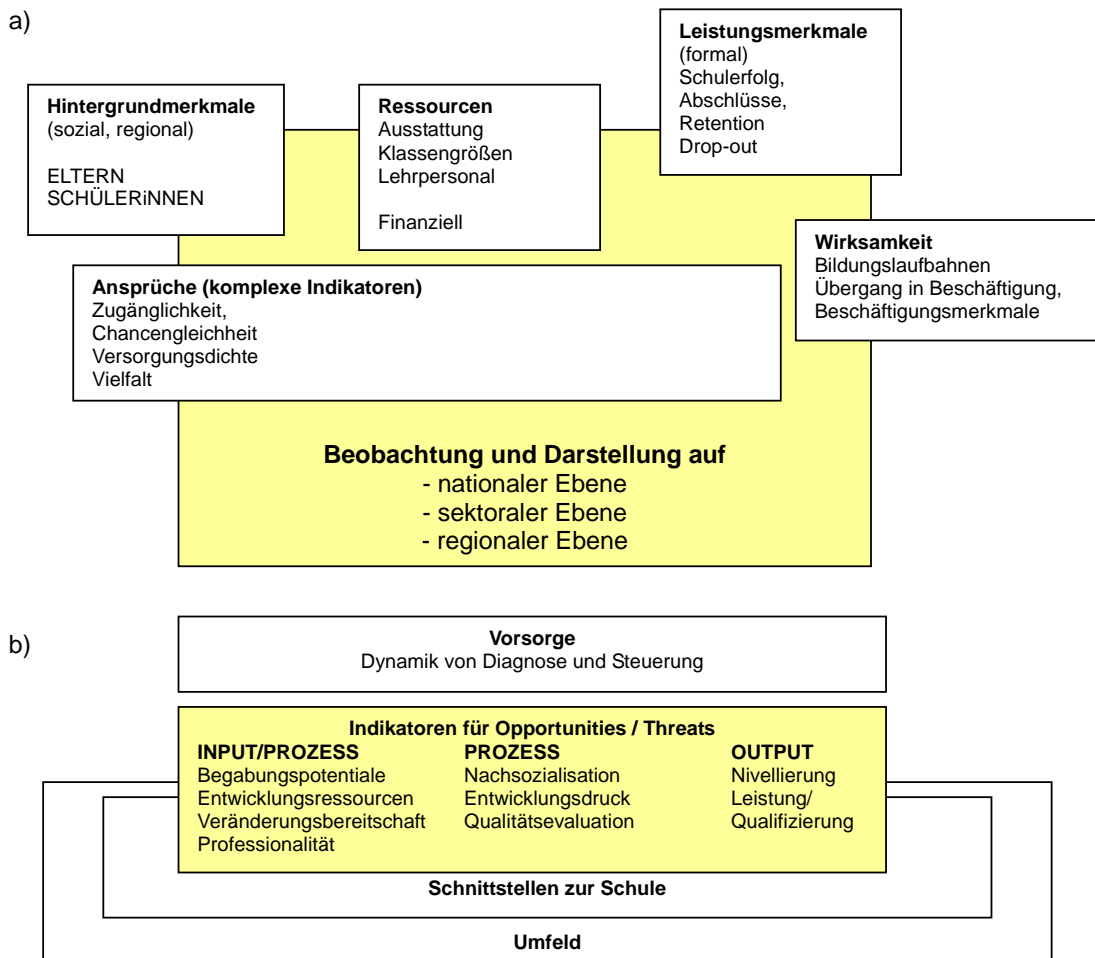 a)
Hintergrundmerkmale
(sozial, regional)
ELTERN
SCHÜLERiNNEN
Ressourcen
Ausstattung
Klassengrößen
Lehrpersonal
Finanziell
Leistungsmerkmale
(formal)
Schulerfolg,
Abschlüsse,
Retention
Drop-out
Wirksamkeit
Bildungslaufbahnen
Übergang in Beschäftigung,
Beschäftigungsmerkmale
Ansprüche (komplexe Indikatoren)
Zugänglichkeit,
Chancengleichheit
Versorgungsdichte
Vielfalt
Beobachtung und Darstellung auf
- nationaler Ebene
- sektoraler Ebene
- regionaler Ebene
b)
Vorsorge
Dynamik von Diagnose und Steuerung
Indikatoren für Opportunities / Threats
INPUT/PROZESS
Begabungspotentiale
Entwicklungsressourcen
Veränderungsbereitschaft
Professionalität
PROZESS
Nachsozialisation
Entwicklungsdruck
Qualitätsevaluation
OUTPUT
Nivellierung
Leistung/
Qualifizierung
Schnittstellen zur Schule
Umfeld